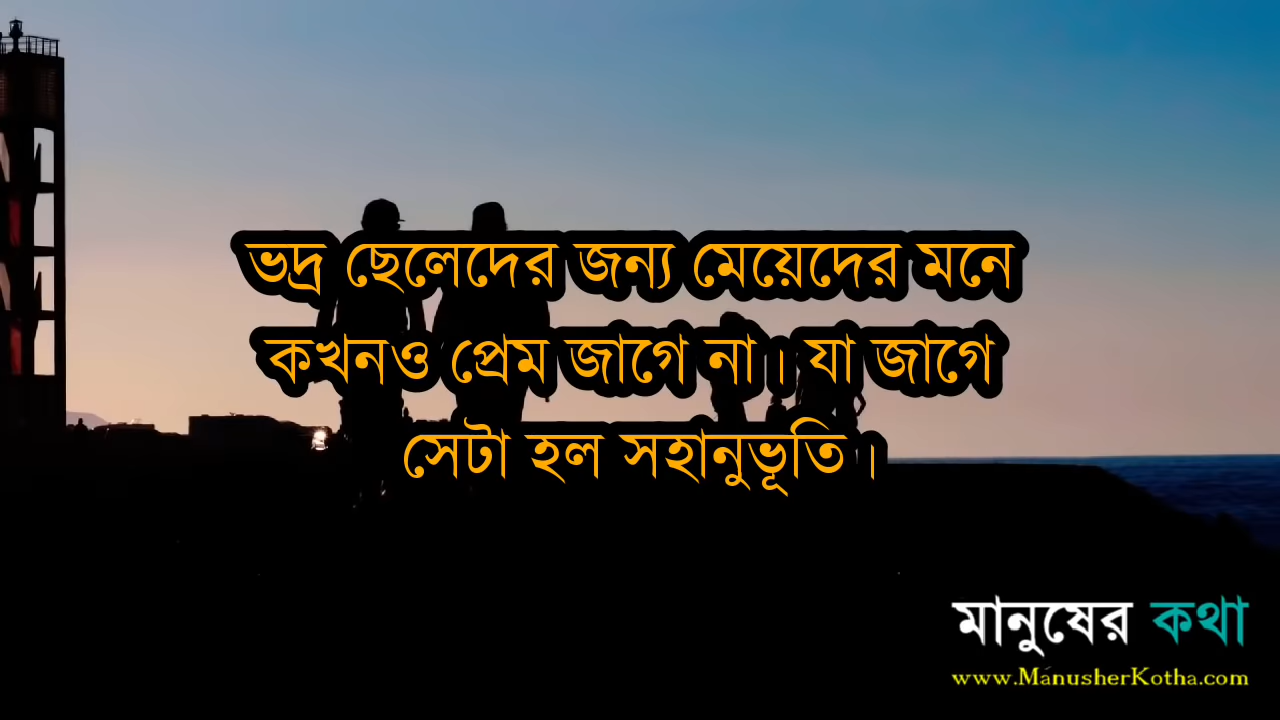 ভদ্র ছেলেদের জন্য মেয়েদের মনে
কখনও প্রেম জাগে না। যা জাগে
সেটা হল সহানুভূতি।
মানুষের কথা
www.ManusherKotha.com